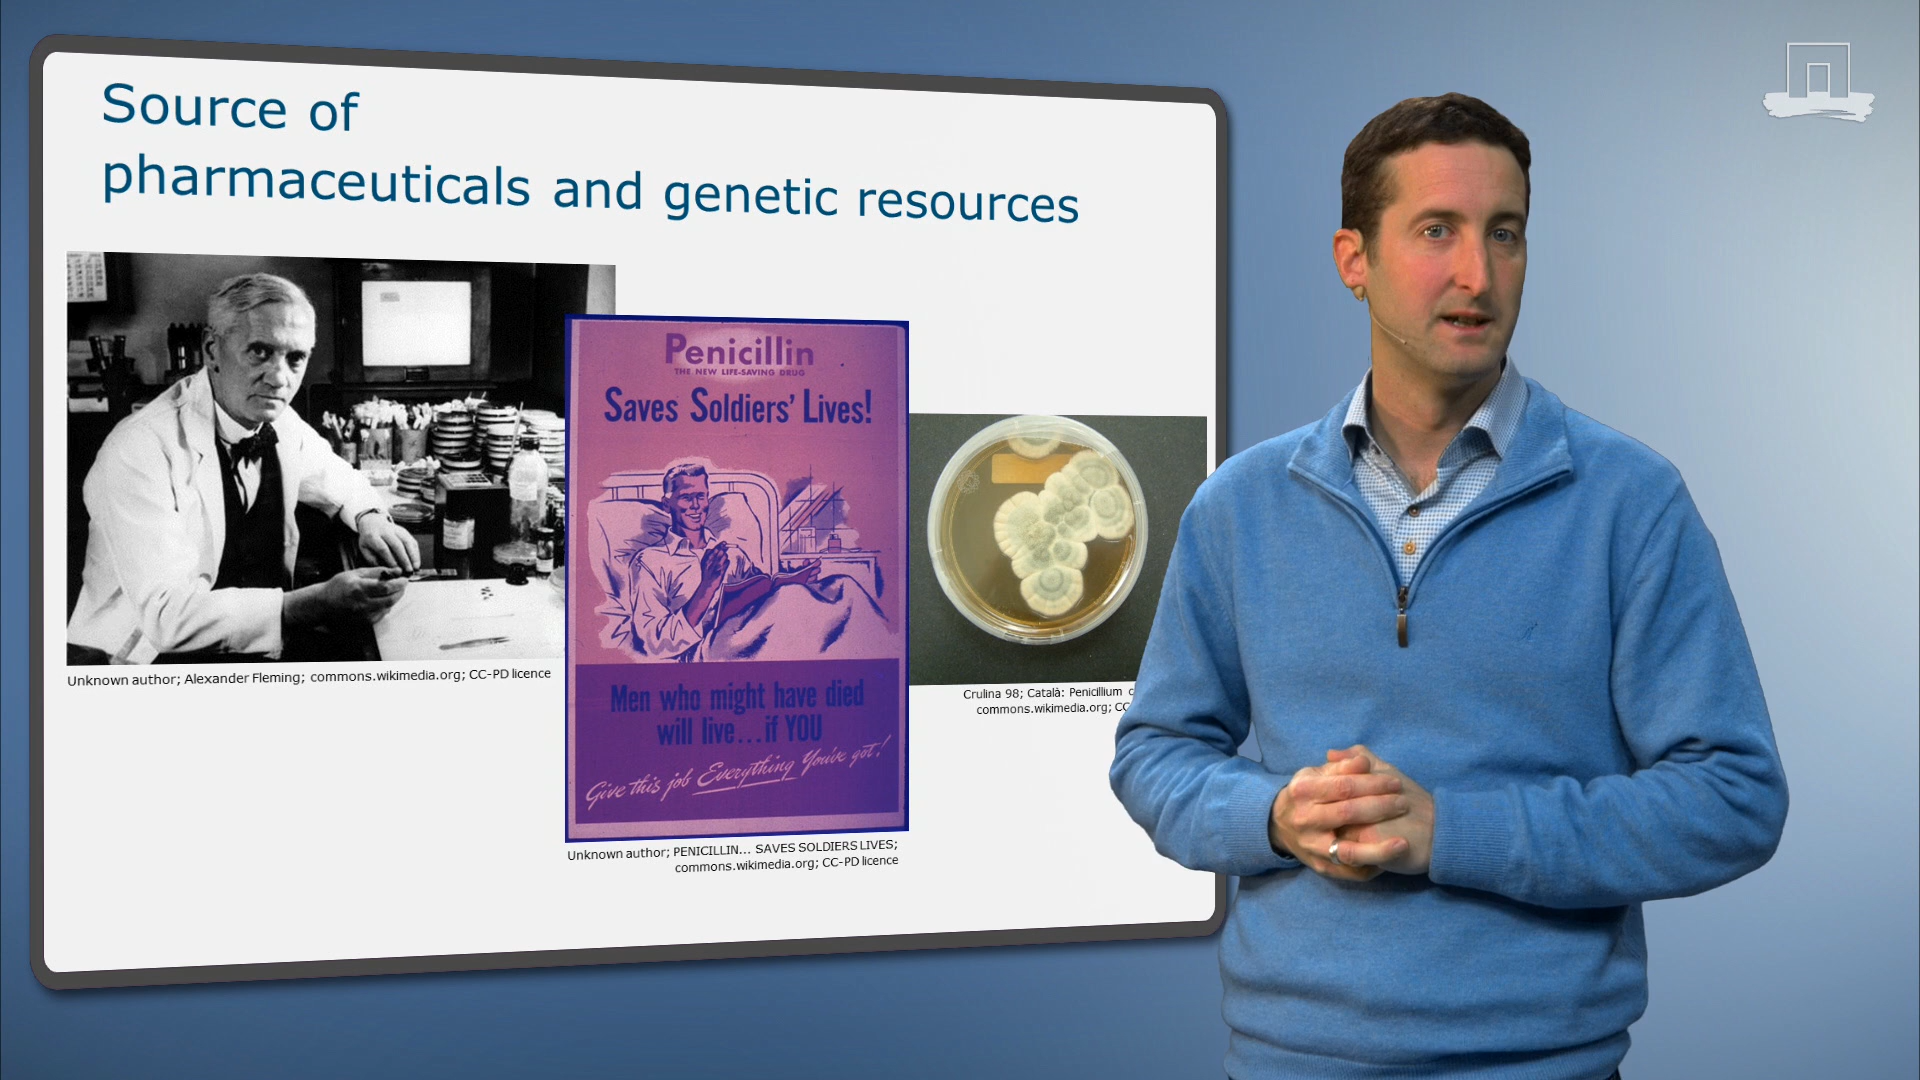 Source of
pharmaceuticals and genetic resources
Penicillin
THE NEW LIFE-SAVING DRUG
Saves Soldiers' Lives!
Men who might have died
will live...if YOU
Give this job Everything You've got!
Unknown author; Alexander Fleming; commons.wikimedia.org; CC-PD licence
Crulina 98; Català: Penicillium
commons.wikimedia.org; CC
Unknown author; PENICILLIN... SAVES SOLDIERS LIVES;
commons.wikimedia.org; CC-PD licence